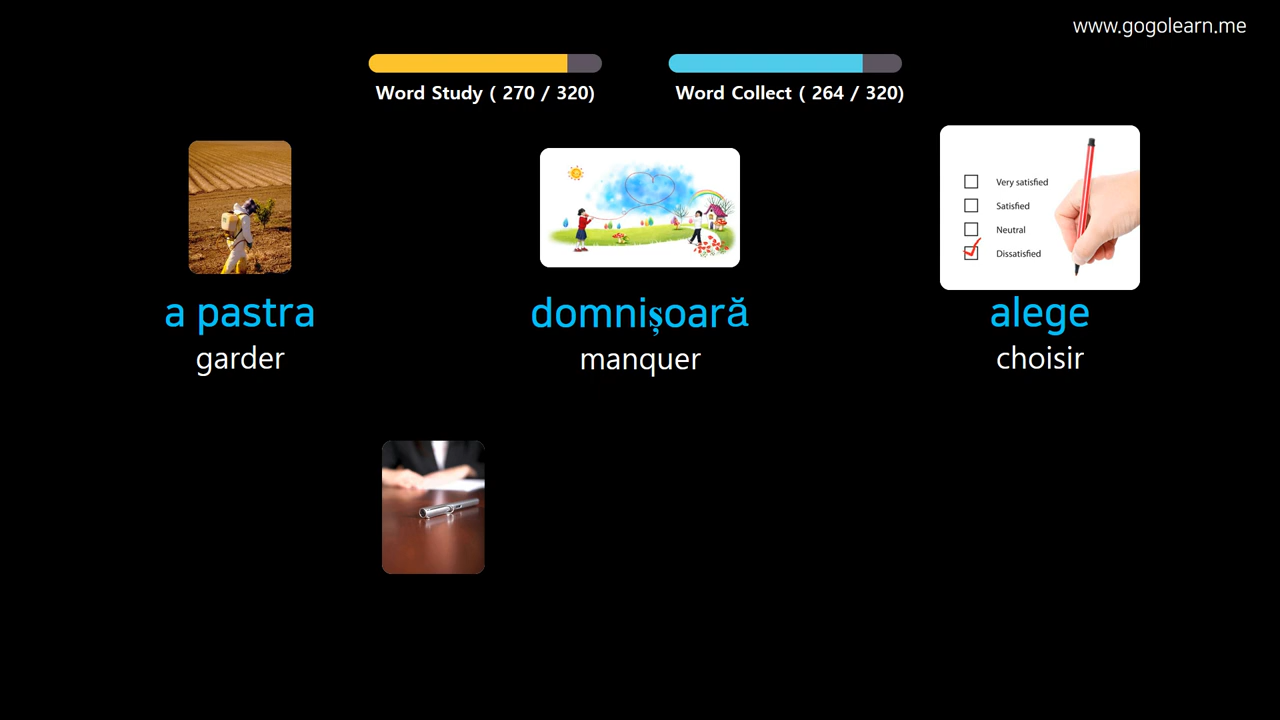 www.gogolearn.me
Word Study ( 270 / 320)
Word Collect ( 264 / 320)
Very satisfied
Satisfied
Neutral
Dissatisfied
a pastra
domnișoară
alege
garder
manquer
choisir